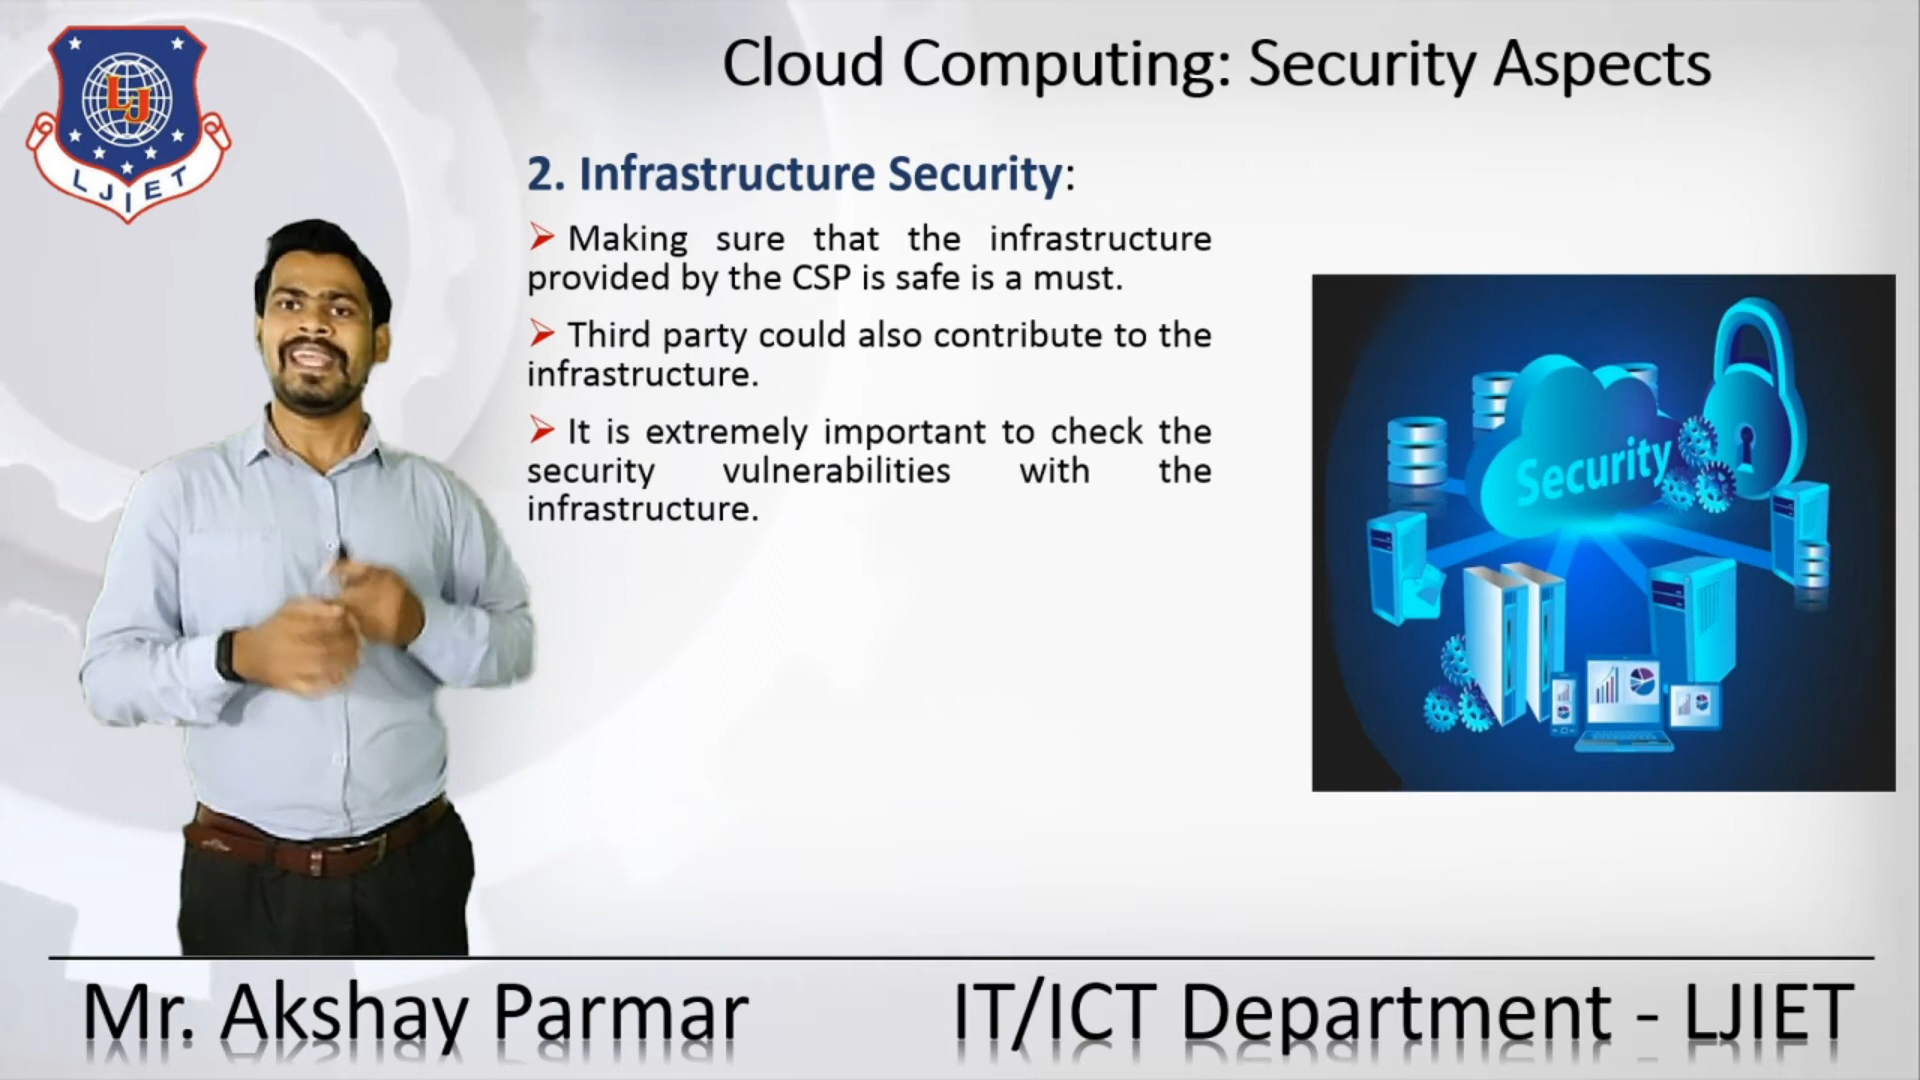 LJ
LJIET
Cloud Computing: Security Aspects
2. Infrastructure Security:
➢ Making sure that the infrastructure
provided by the CSP is safe is a must.
➢ Third party could also contribute to the
infrastructure.
➢ It is extremely important to check the
security vulnerabilities with the
infrastructure.
Security
Mr. Akshay Parmar
IT/ICT Department - LJIET